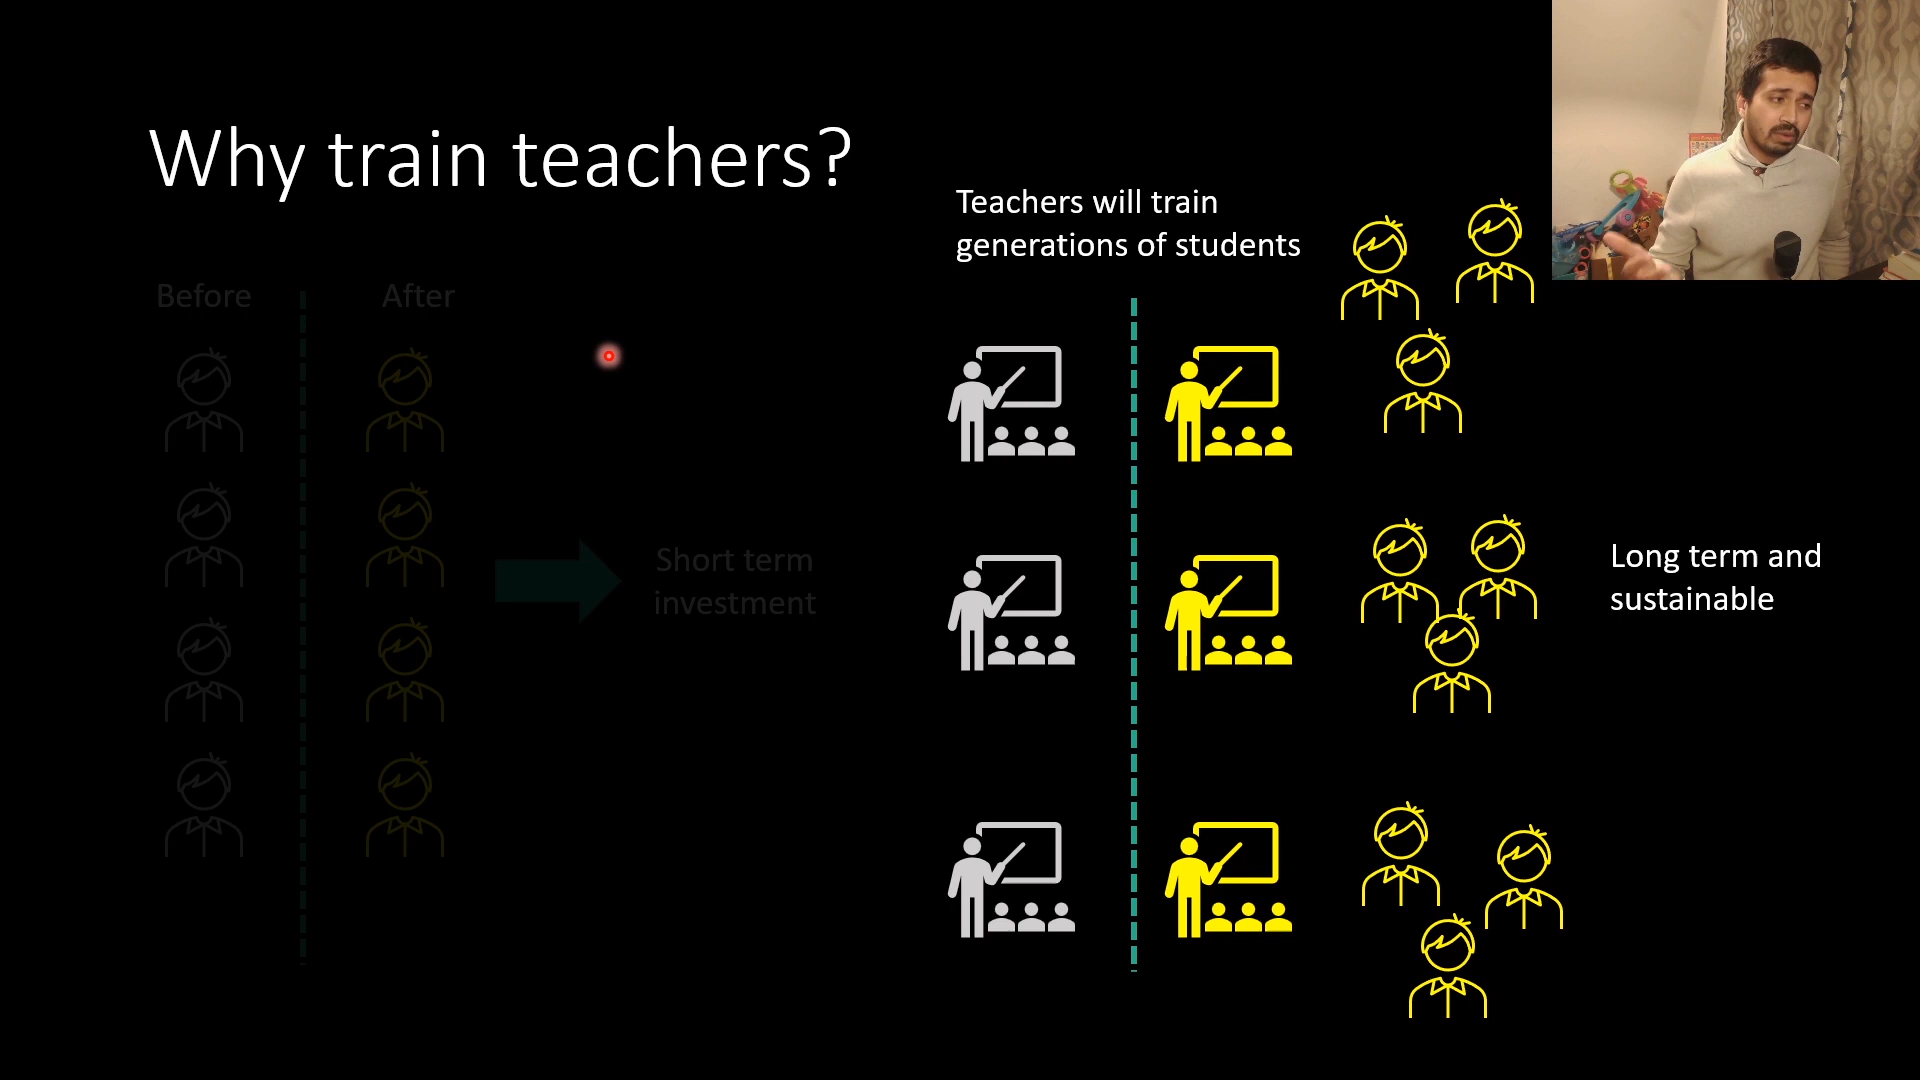 Why train teachers?
Before
After
Short term
investment
Teachers will train
generations of students
Long term and
sustainable